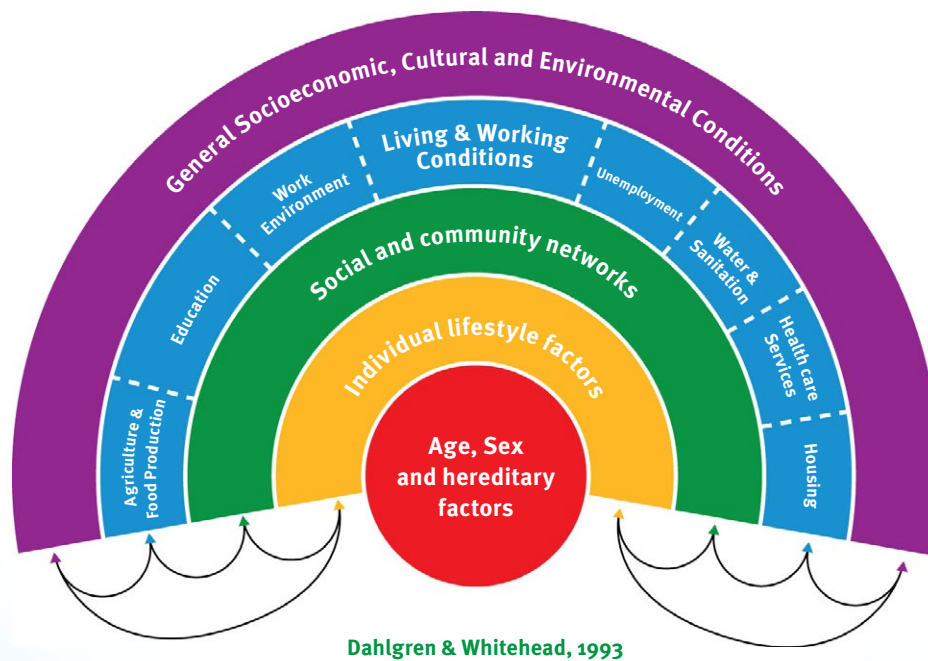 General Socioeconomic, Cultural and Environmental Conditions
Living & Working
Conditions
Agriculture &
Food Production
Education
Work
Environment
Unemployment
Water &
Sanitation
Health care
Services
Housing
Social and community networks
Individual lifestyle factors
Age, Sex
and hereditary
factors
Dahlgren & Whitehead, 1993